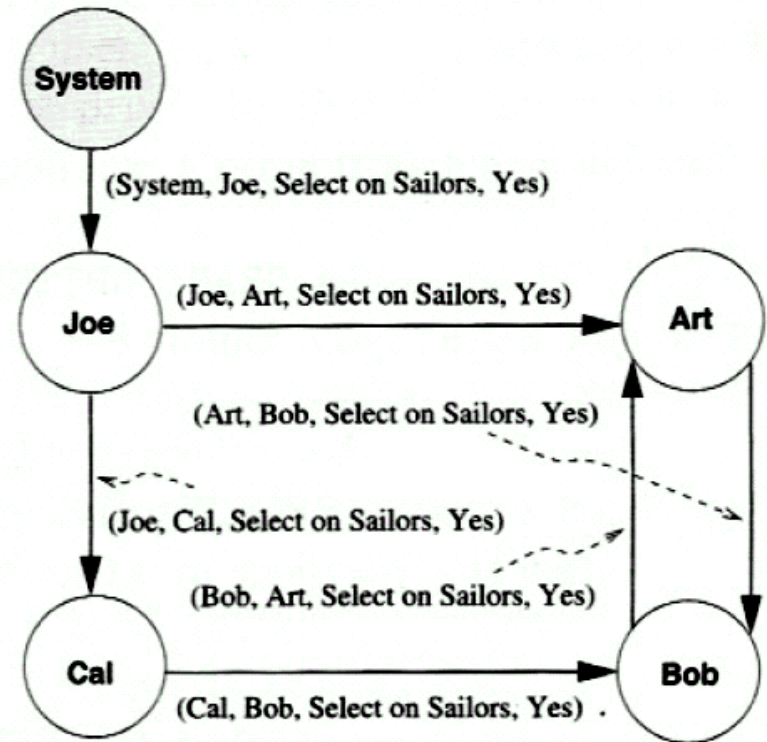 System
(System, Joe, Select on Sailors, Yes)
(Joe, Art, Select on Sailors, Yes)
Joe
Art
(Art, Bob, Select on Sailors, Yes)
(Joe, Cal, Select on Sailors, Yes)
(Bob, Art, Select on Sailors, Yes)
Cal
Bob
(Cal, Bob, Select on Sailors, Yes) .